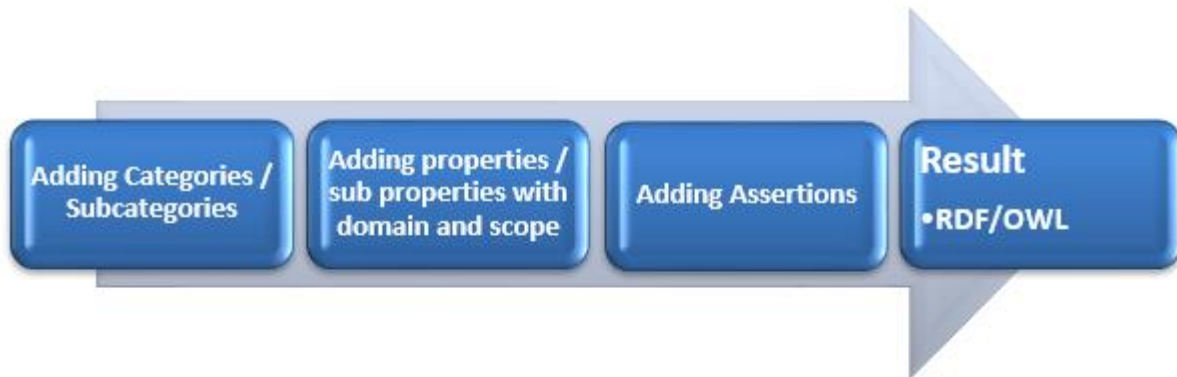 Adding Categories /
Subcategories
Adding properties /
sub properties with
domain and scope
Adding Assertions
Result
•RDF/OWL